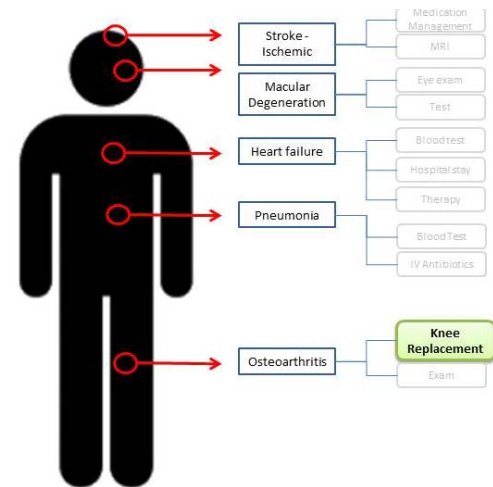 Medication
Management
Stroke -
Ischemic
MRI
Macular
Degeneration
Eye exam
Test
Heart failure
Blood test
Hospital stay
Therapy
Pneumonia
Blood Test
IV Antibiotics
Knee
Replacement
Osteoarthritis
Exam